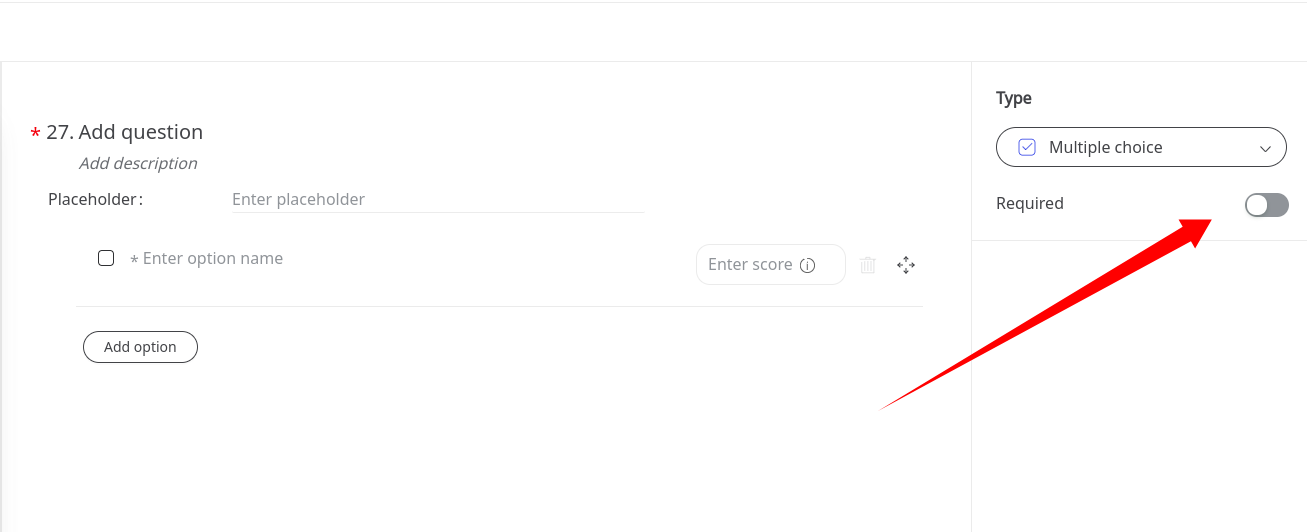 * 27. Add question
Add description
Placeholder: Enter placeholder
* Enter option name
Enter score
Add option
Type
Multiple choice
Required